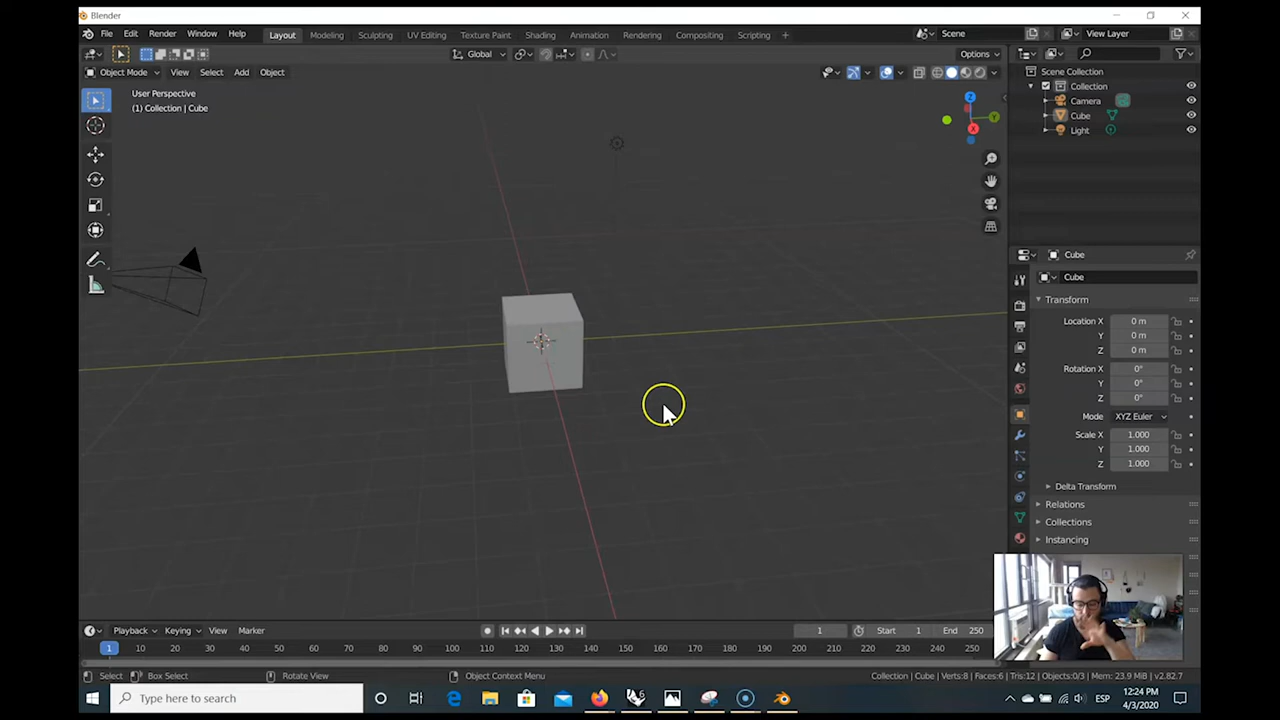 Blender
File Edit Render Window Help Layout Modeling Sculpting UV Editing Texture Paint Shading Animation Rendering Compositing Scripting + Scene View Layer
Global Options
Object Mode View Select Add Object
User Perspective
(1) Collection | Cube
Z
Y
X
Scene Collection
Collection
Camera
Cube
Light
Cube
Cube
Transform
Location X 0 m
Y 0 m
Z 0 m
Rotation X 0°
Y 0°
Z 0°
Mode XYZ Euler
Scale X 1.000
Y 1.000
Z 1.000
Delta Transform
Relations
Collections
Instancing
Playback Keying View Marker 1 Start 1 End 250
1 10 20 30 40 50 60 70 80 90 100 110 120 130 140 150 160 170 180 190 200 210 220 230 240 250
Select Box Select Rotate View Object Context Menu Collection | Cube | Verts:8 | Faces:6 | Tris:12 | Objects:0/3 | Mem: 23.9 MiB | v2.82.7
Type here to search ESP 12:24 PM
4/3/2020